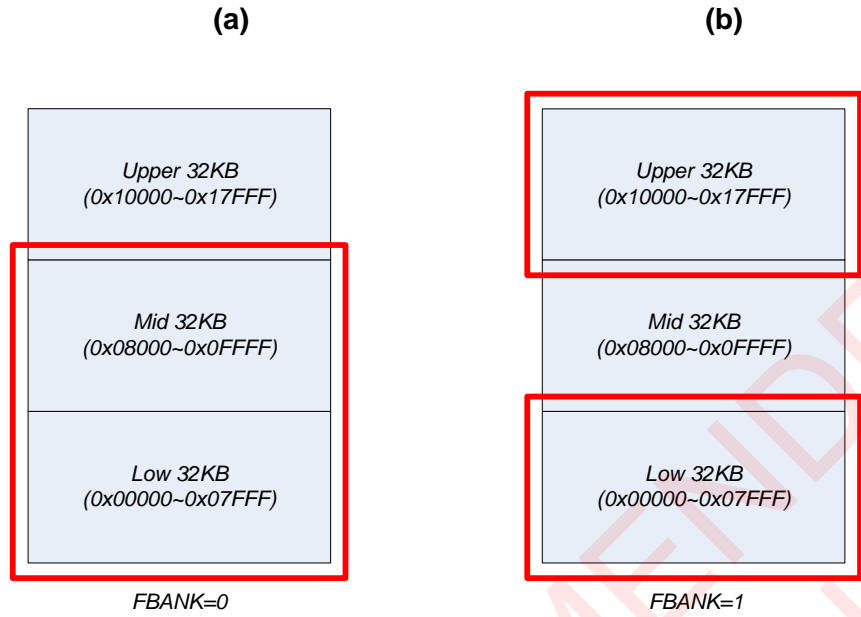 (a)
Upper 32KB
(0x10000~0x17FFF)
Mid 32KB
(0x08000~0x0FFFF)
Low 32KB
(0x00000~0x07FFF)
FBANK=0
(b)
Upper 32KB
(0x10000~0x17FFF)
Mid 32KB
(0x08000~0x0FFFF)
Low 32KB
(0x00000~0x07FFF)
FBANK=1